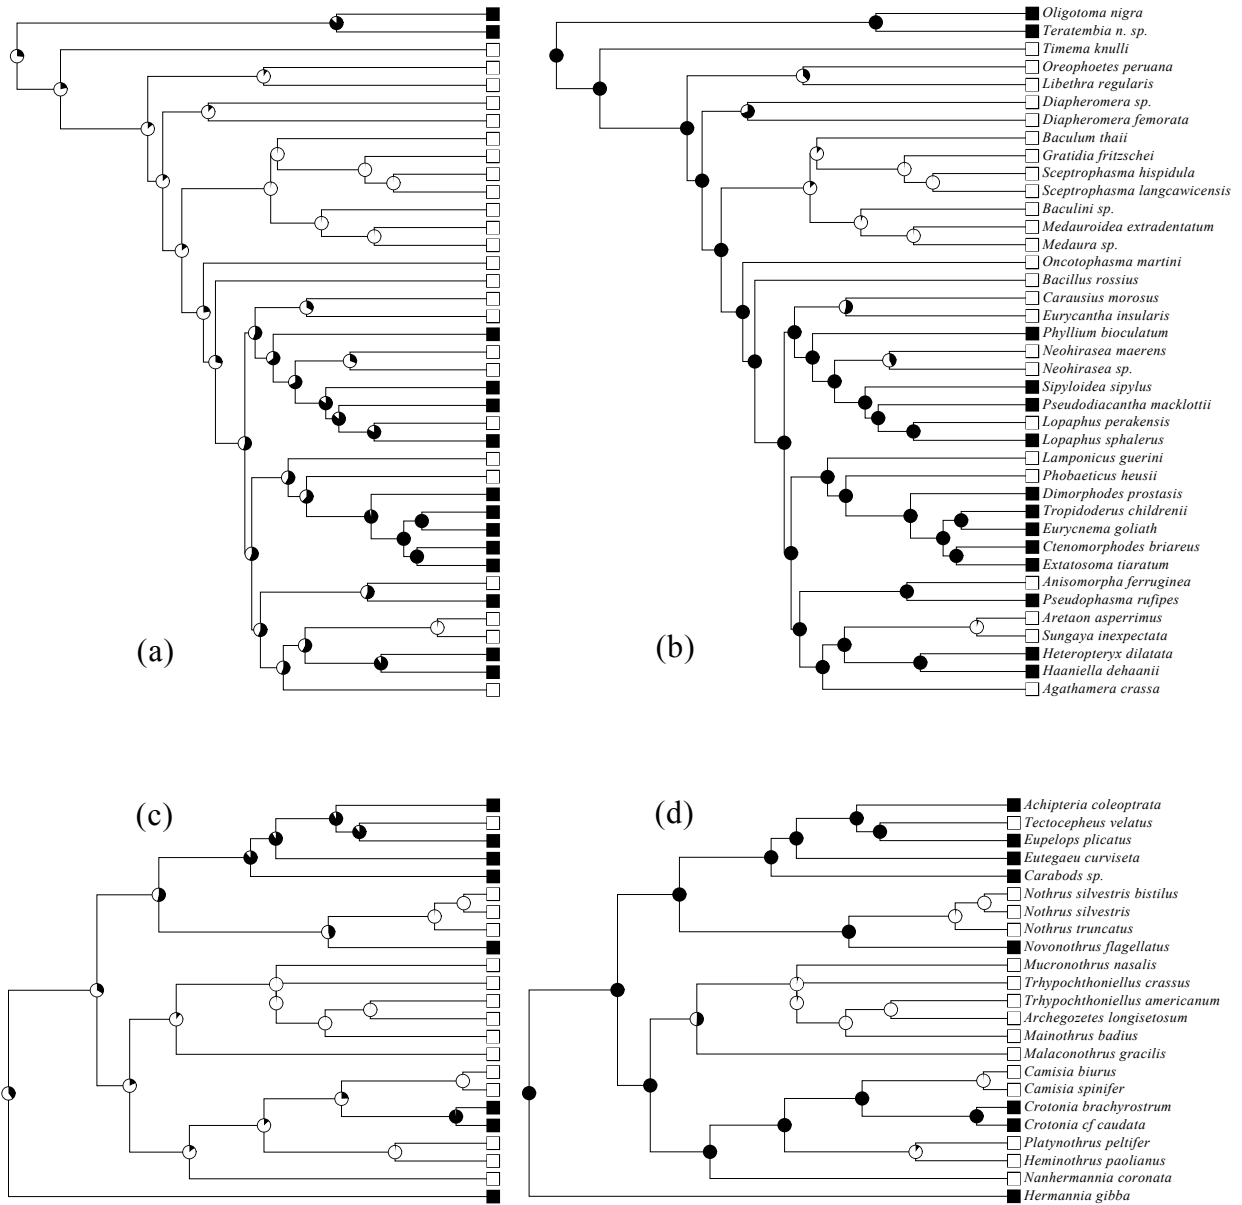 Oligotoma nigra
Teratembia n. sp.
Timema knulli
Oreophoetes peruana
Libethra regularis
Diapheromera sp.
Diapheromera femorata
Baculum thaii
Gratidia fritzschei
Sceptrophasma hispidula
Sceptrophasma langcawicensis
Baculini sp.
Medauroidea extradentatum
Medaura sp.
Oncotophasma martini
Bacillus rossius
Carausius morosus
Eurycantha insularis
Phyllium bioculatum
Neohirasea maerens
Neohirasea sp.
Sipyloidea sipylus
Pseudodiacantha macklottii
Lopaphus perakensis
Lopaphus sphalerus
Lamponicus guerini
Phobaeticus heusii
Dimorphodes prostasis
Tropidoderus childrenii
Eurycnema goliath
Ctenomorphodes briareus
Extatosoma tiaratum
Anisomorpha ferruginea
Pseudophasma rufipes
Aretaon asperrimus
Sungaya inexpectata
Heteropteryx dilatata
Haaniella dehaanii
Agathamera crassa
(a)
(b)
(c)
(d)
Achipteria coleoptrata
Tectocepheus velatus
Eupelops plicatus
Eutegaeu curviseta
Carabods sp.
Nothrus silvestris bistilus
Nothrus silvestris
Nothrus truncatus
Novonothrus flagellatus
Mucronothrus nasalis
Trhypochthoniellus crassus
Trhypochthoniellus americanum
Archegozetes longisetosum
Mainothrus badius
Malaconothrus gracilis
Camisia biurus
Camisia spinifer
Crotonia brachyrostrum
Crotonia cf caudata
Platynothrus peltifer
Heminothrus paolianus
Nanhermannia coronata
Hermannia gibba